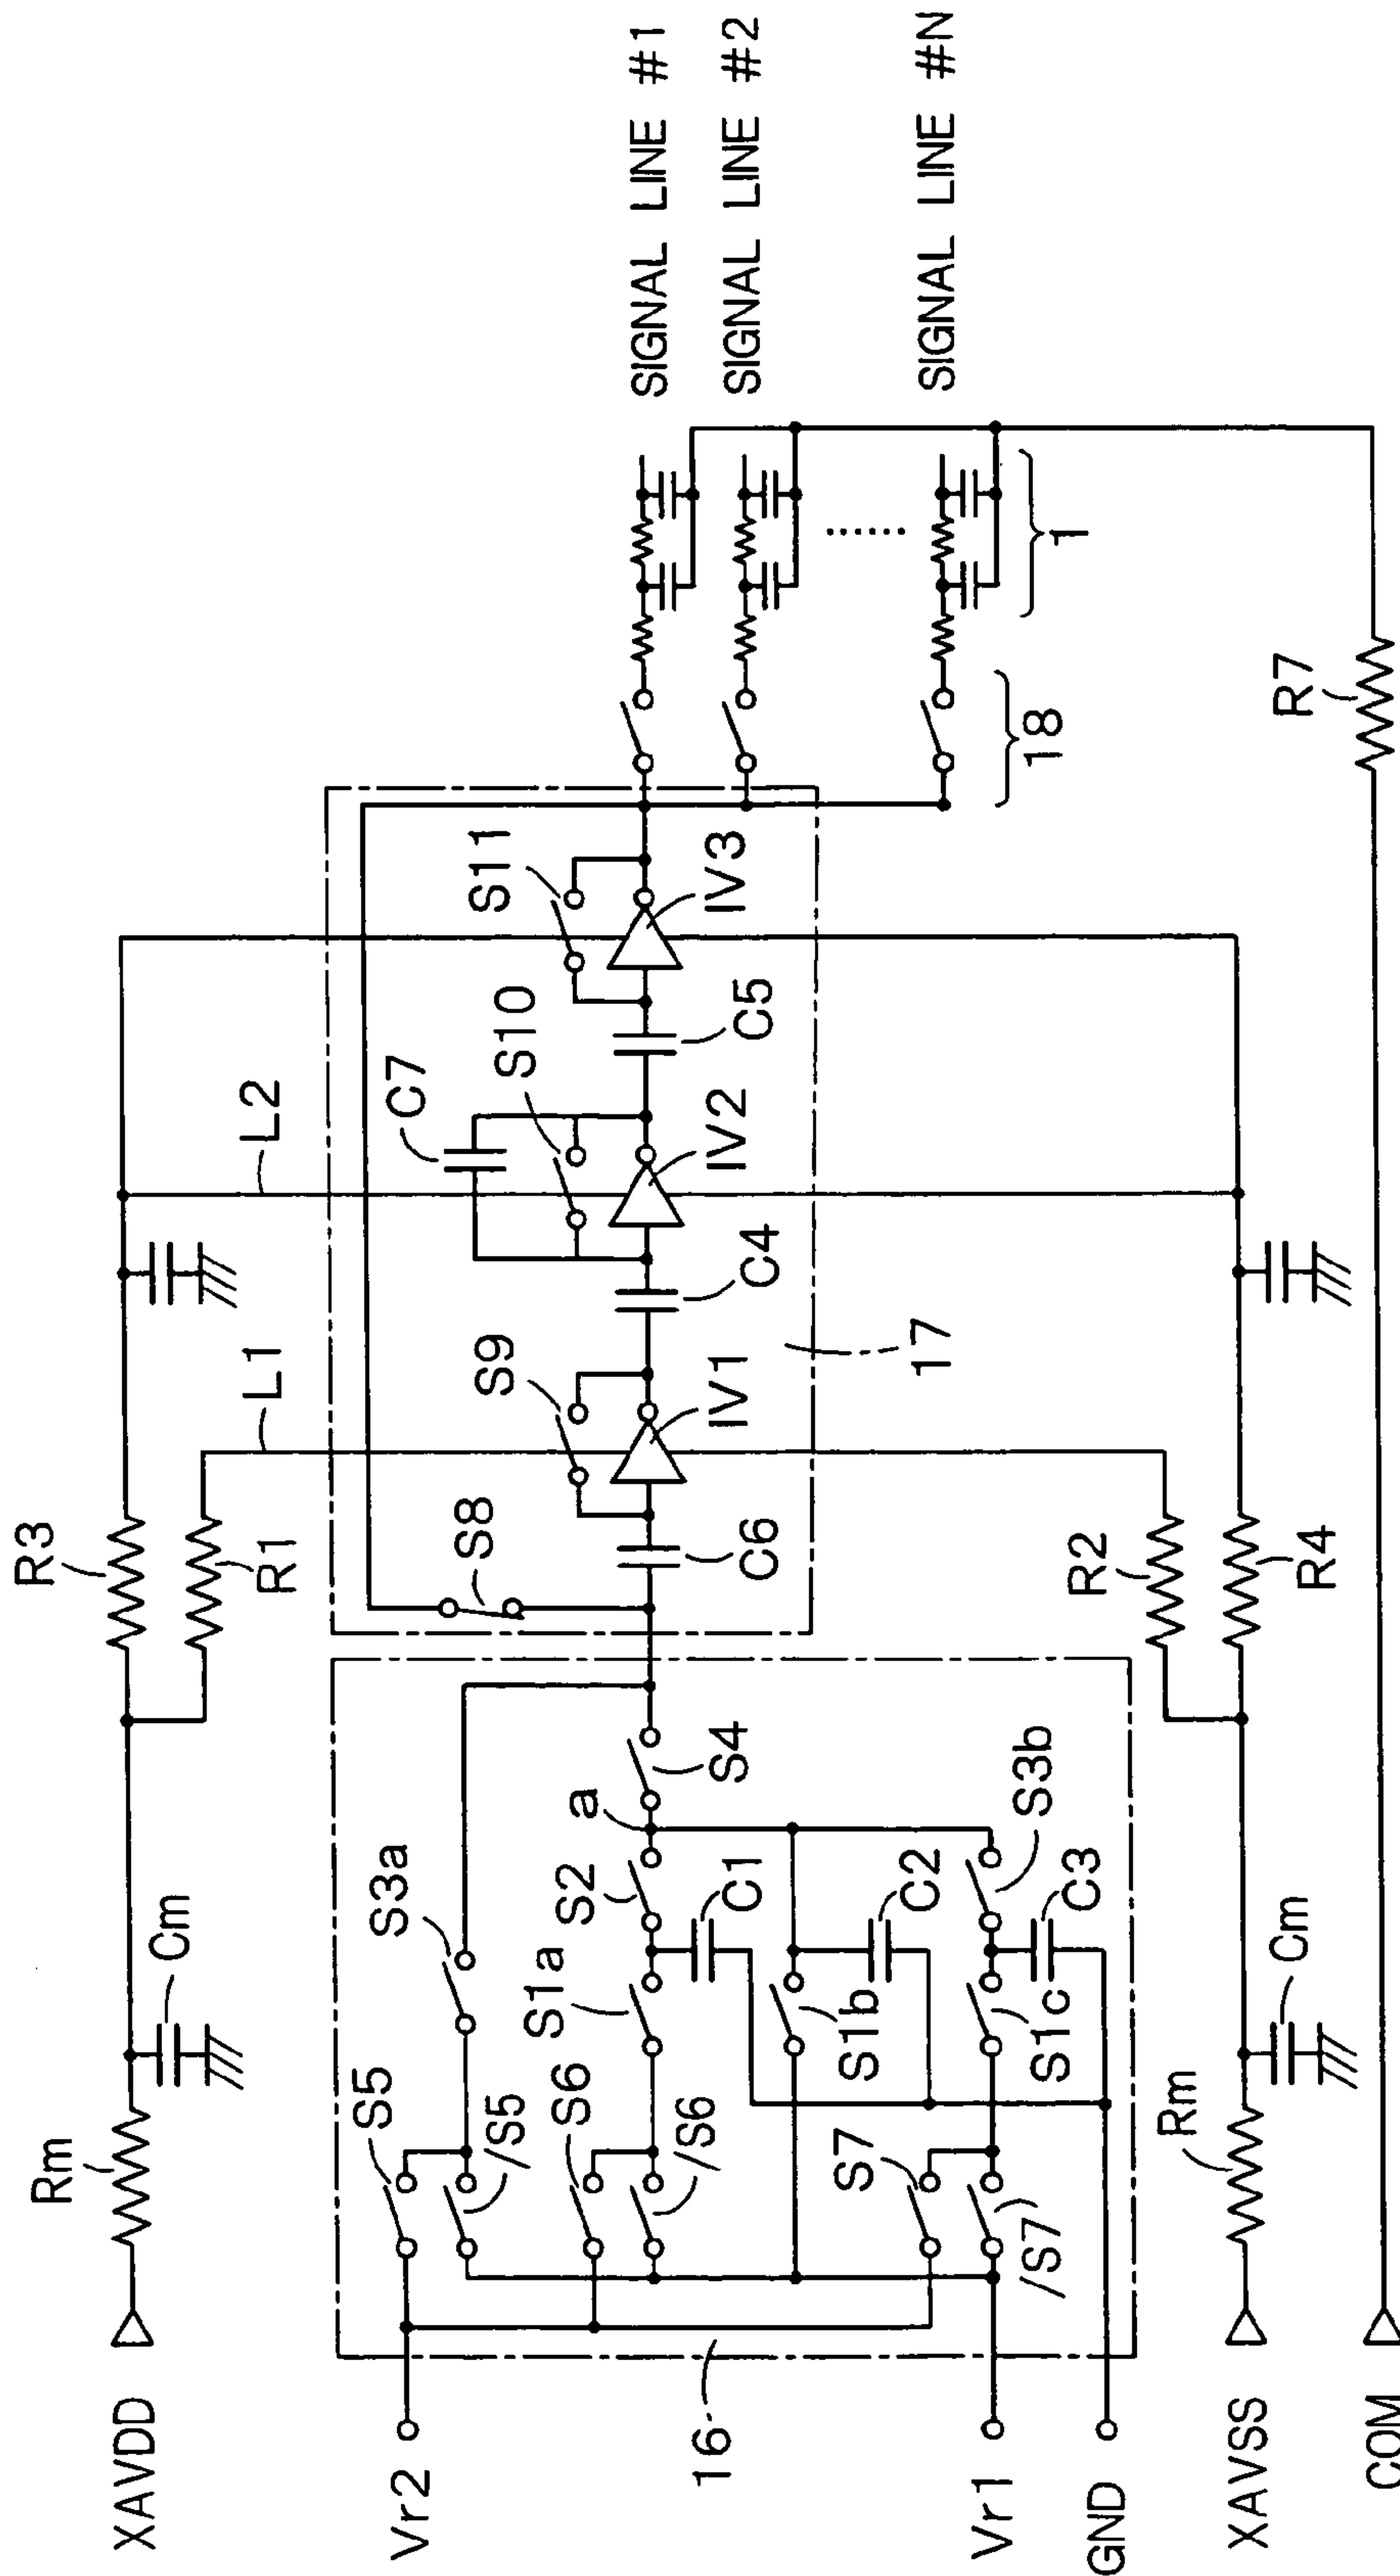 XAVDD
Rm
Cm
R3
R1
L1
L2
Vr2
16
S5
/S5
S3a
S6
/S6
S1a
S2
a
S4
C1
S1b
C2
S7
/S7
S1c
S3b
C3
Vr1
GND
S8
C6
S9
IV1
C4
C7
S10
IV2
C5
S11
IV3
17
18
1
SIGNAL LINE #1
SIGNAL LINE #2
SIGNAL LINE #N
XAVSS
Rm
Cm
R2
R4
COM
R7